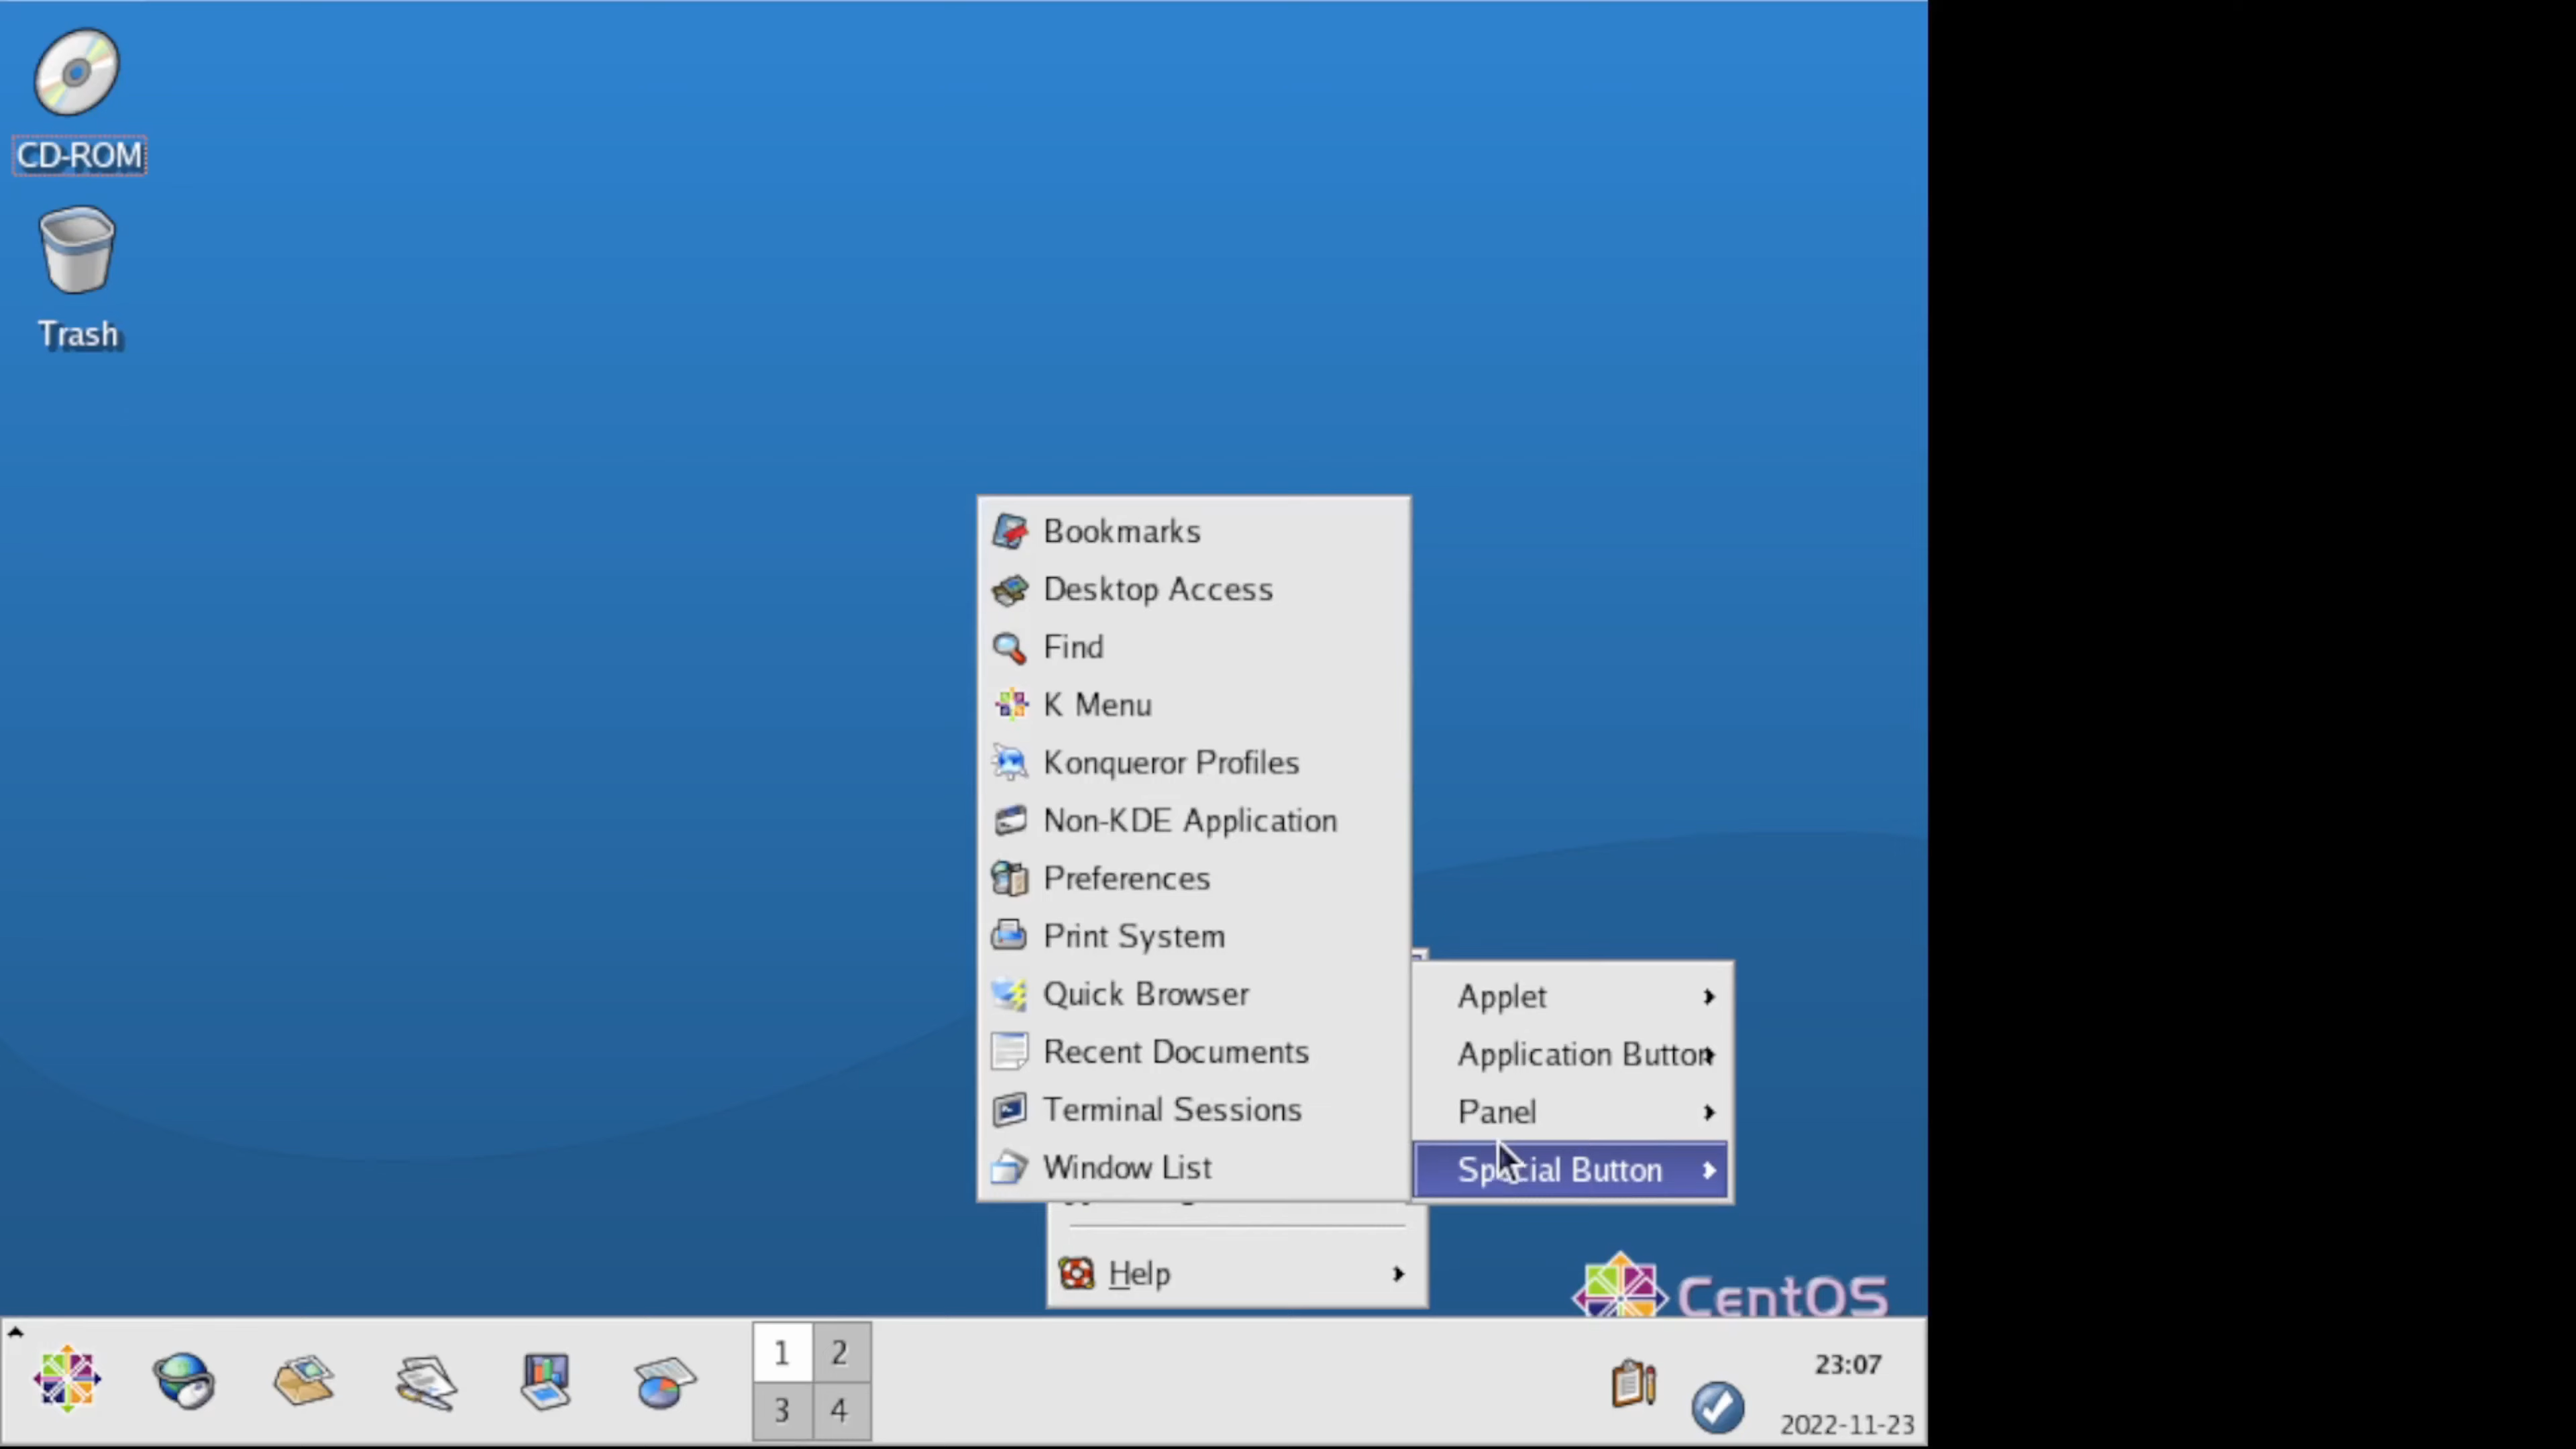 CD-ROM
Trash
Bookmarks
Desktop Access
Find
K Menu
Konqueror Profiles
Non-KDE Application
Preferences
Print System
Quick Browser
Recent Documents
Terminal Sessions
Window List
Applet
Application Button
Panel
Special Button
Help
CentOS
1 2
3 4
23:07
2022-11-23